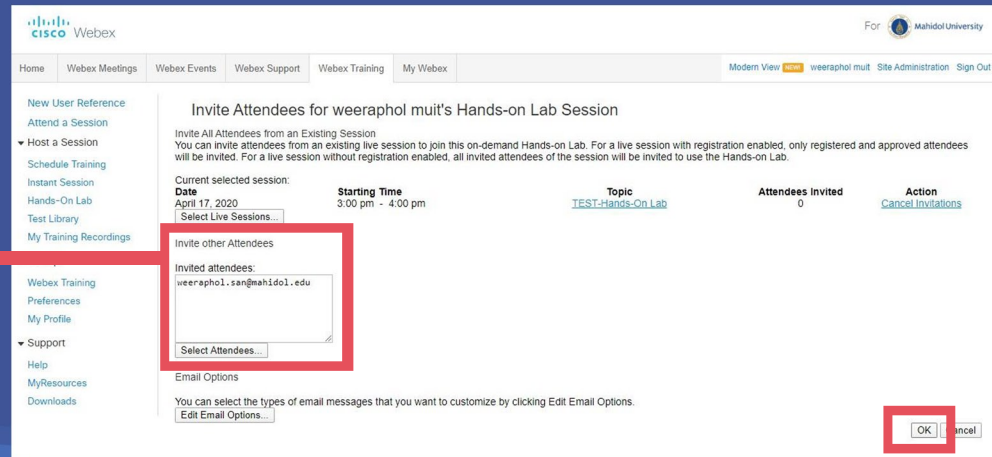 CISCO Webex
For Mahidol University
Home Webex Meetings Webex Events Webex Support Webex Training My Webex Modern View NEW! weeraphol muit Site Administration Sign Out
New User Reference
Attend a Session
Host a Session
Schedule Training
Instant Session
Hands-On Lab
Test Library
My Training Recordings
Webex Training
Preferences
My Profile
Support
Help
MyResources
Downloads
Invite Attendees for weeraphol muit's Hands-on Lab Session
Invite All Attendees from an Existing Session
You can invite attendees from an existing live session to join this on-demand Hands-on Lab. For a live session with registration enabled, only registered and approved attendees
will be invited. For a live session without registration enabled, all invited attendees of the session will be invited to use the Hands-on Lab.
Current selected session:
Date Starting Time Topic Attendees Invited Action
April 17, 2020 3:00 pm - 4:00 pm TEST-Hands-On Lab 0 Cancel Invitations
Select Live Sessions...
Invite other Attendees
Invited attendees:
weeraphol.san@mahidol.edu
Select Attendees...
Email Options
You can select the types of email messages that you want to customize by clicking Edit Email Options.
Edit Email Options...
OK